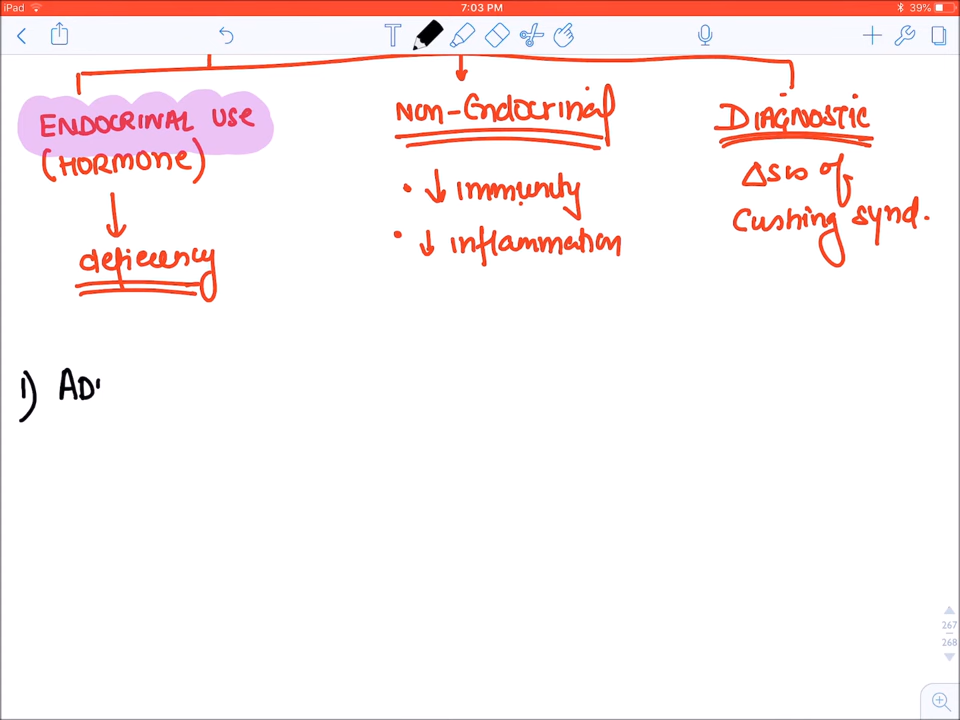 iPad 7:03 PM 39%
T
ENDOCRINAL USE
(HORMONE)
deficiency
Non-Endocrinal
• ↓ immunity
• ↓ inflammation
DIAGNOSTIC
Δsis of
Cushing synd.
1) AD
267
268